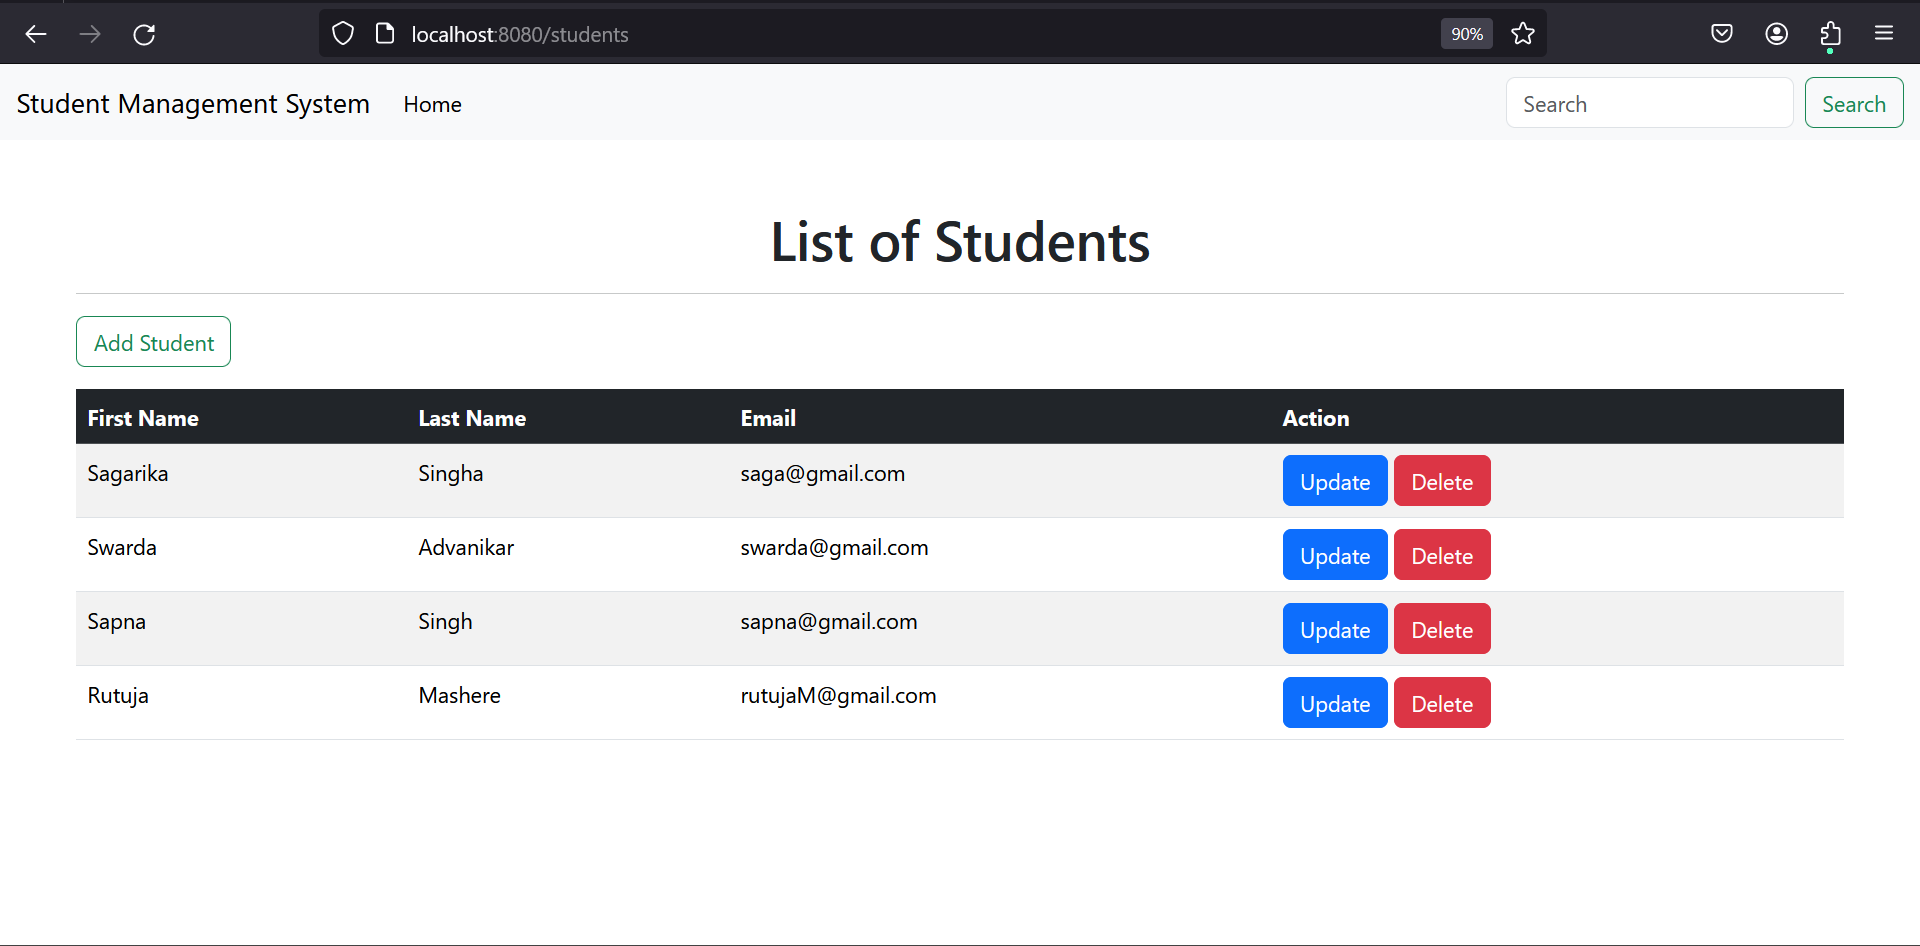 localhost:8080/students 90%
Student Management System Home Search Search
List of Students
Add Student
First Name Last Name Email Action
Sagarika Singha saga@gmail.com Update Delete
Swarda Advanikar swarda@gmail.com Update Delete
Sapna Singh sapna@gmail.com Update Delete
Rutuja Mashere rutujaM@gmail.com Update Delete